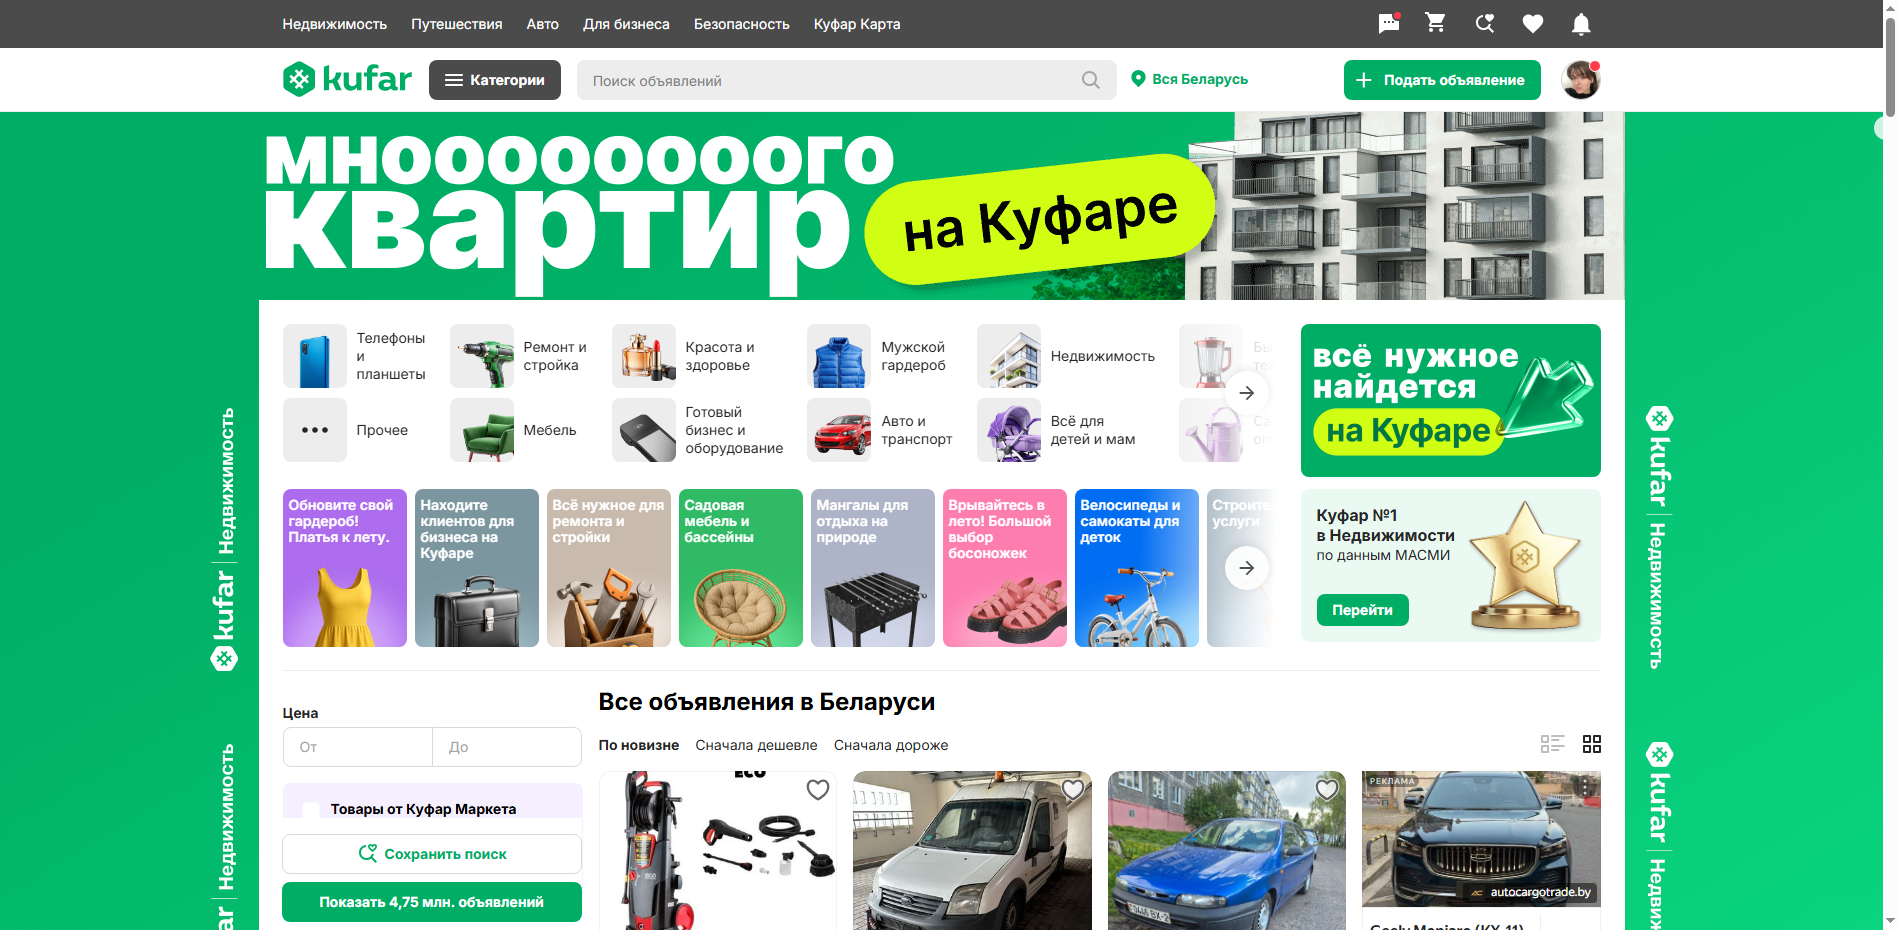 Недвижимость Путешествия Авто Для бизнеса Безопасность Куфар Карта
kufar Категории Поиск объявлений Вся Беларусь Подать объявление
мнооооооооого
квартир
на Куфаре
Телефоны
и
планшеты
Ремонт и
стройка
Красота и
здоровье
Мужской
гардероб
Недвижимость
Прочее
Мебель
Готовый
бизнес и
оборудование
Авто и
транспорт
Всё для
детей и мам
всё нужное
найдется
на Куфаре
Обновите свой
гардероб!
Платья к лету.
Находите
клиентов для
бизнеса на
Куфаре
Всё нужное для
ремонта и
стройки
Садовая
мебель и
бассейны
Мангалы для
отдыха на
природе
Врывайтесь в
лето! Большой
выбор
босоножек
Велосипеды и
самокаты для
деток
услуги
Куфар №1
в Недвижимости
по данным МАСМИ
Перейти
kufar | Недвижимость
kufar | Недвижимость
Недвижимость
kufar
Цена
От До
Товары от Куфар Маркета
Сохранить поиск
Показать 4,75 млн. объявлений
Все объявления в Беларуси
По новизне Сначала дешевле Сначала дороже
ECO
РЕКЛАМА
autocargotrade.by